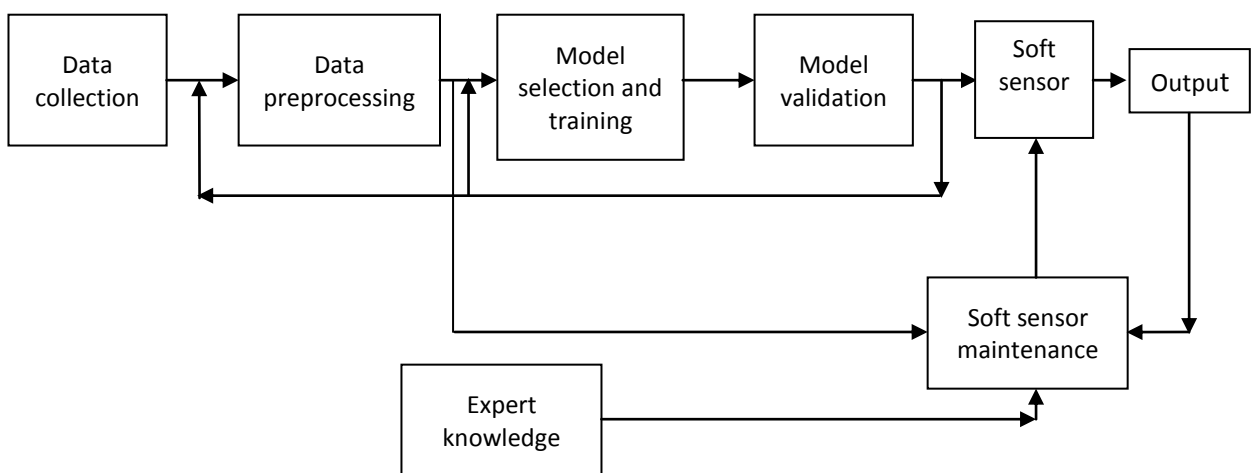 Data
collection
Data
preprocessing
Model
selection and
training
Model
validation
Soft
sensor
Output
Soft sensor
maintenance
Expert
knowledge